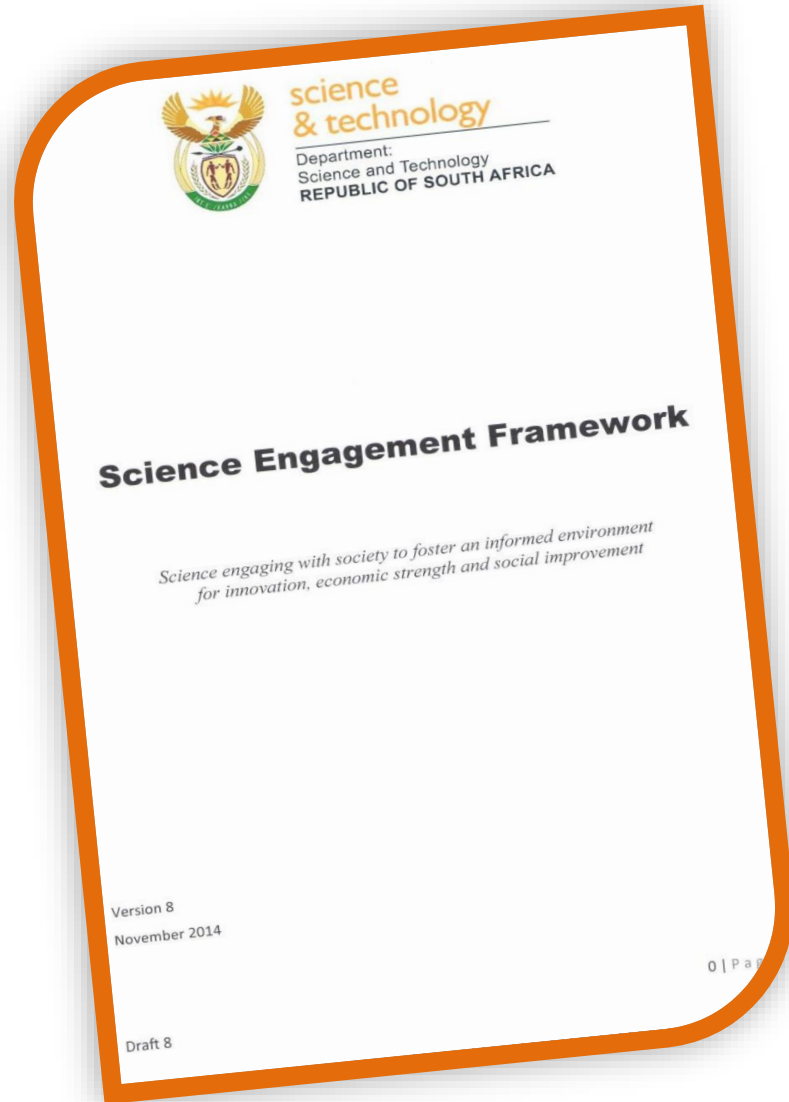 science
& technology
Department:
Science and Technology
REPUBLIC OF SOUTH AFRICA
Science Engagement Framework
Science engaging with society to foster an informed environment
for innovation, economic strength and social improvement
Version 8
November 2014
0 | P a
Draft 8